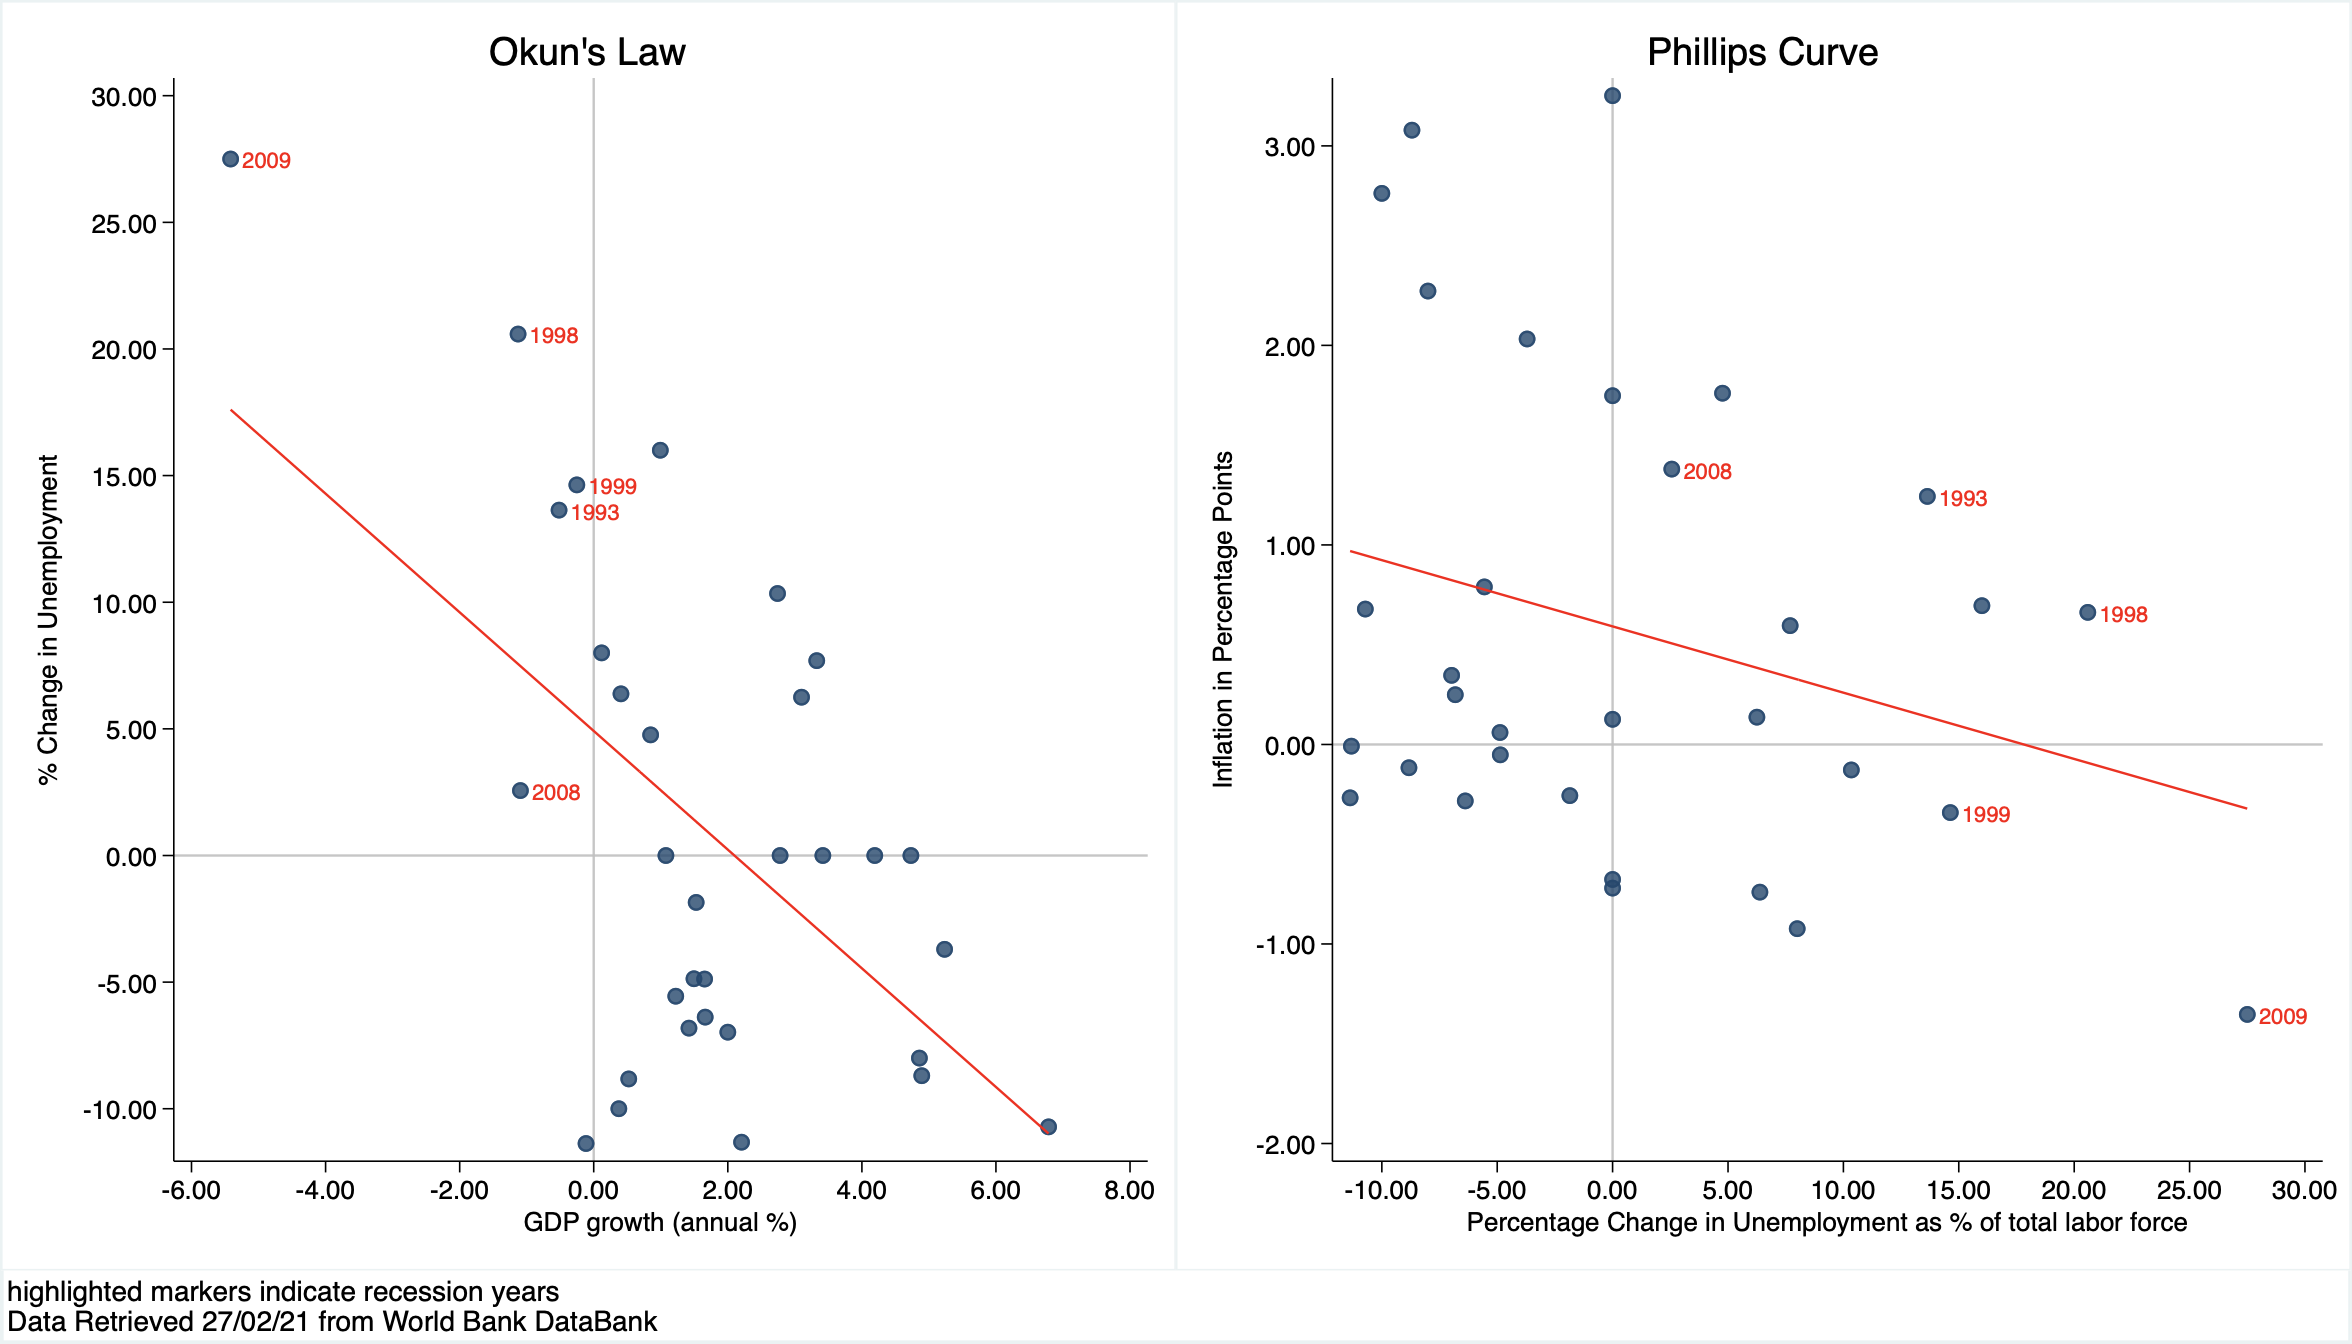 Okun's Law
30.00
25.00
20.00
15.00
10.00
5.00
0.00
-5.00
-10.00
% Change in Unemployment
2009
1998
1999
1993
2008
-6.00 -4.00 -2.00 0.00 2.00 4.00 6.00 8.00
GDP growth (annual %)
Phillips Curve
3.00
2.00
1.00
0.00
-1.00
-2.00
Inflation in Percentage Points
2008
1993
1998
1999
2009
-10.00 -5.00 0.00 5.00 10.00 15.00 20.00 25.00 30.00
Percentage Change in Unemployment as % of total labor force
highlighted markers indicate recession years
Data Retrieved 27/02/21 from World Bank DataBank